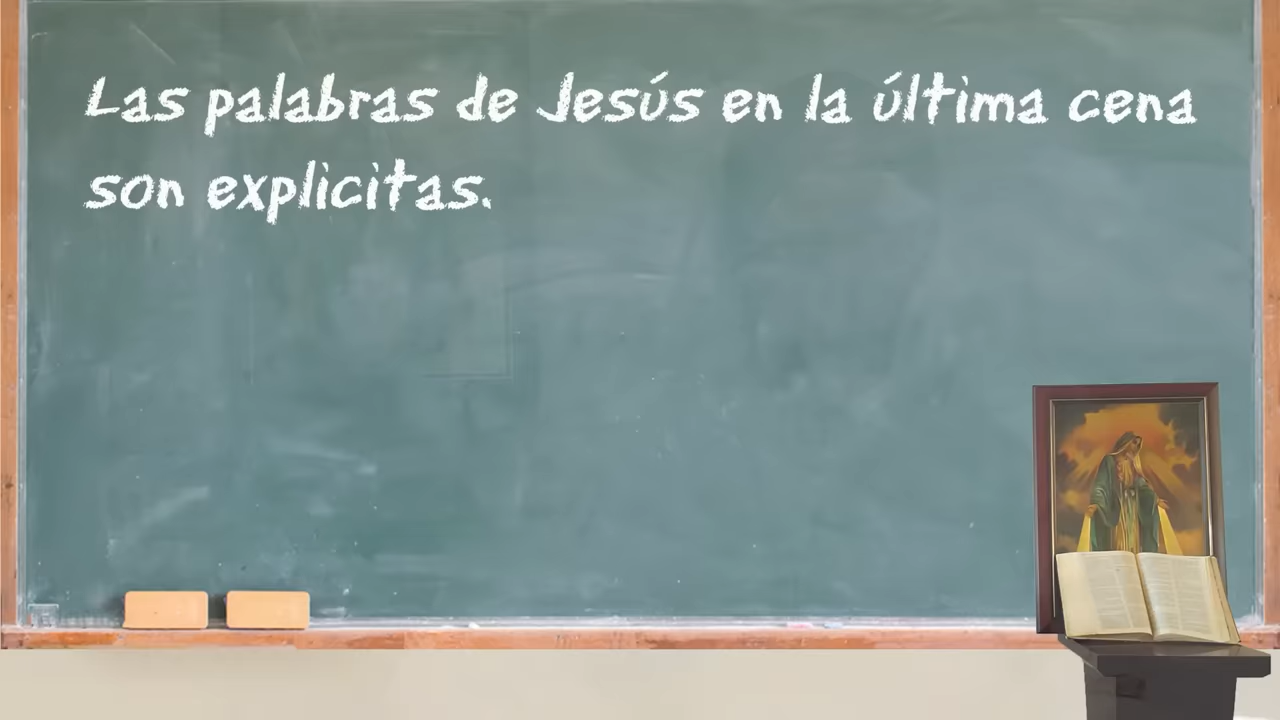 Las palabras de Jesús en la última cena
son explicitas.